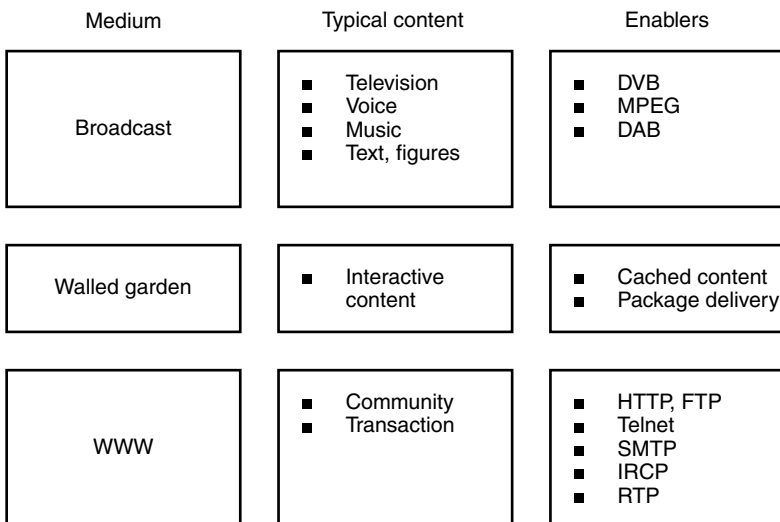 Medium
Typical content
Enablers
Broadcast
■ Television
■ Voice
■ Music
■ Text, figures
■ DVB
■ MPEG
■ DAB
Walled garden
■ Interactive
content
■ Cached content
■ Package delivery
WWW
■ Community
■ Transaction
■ HTTP, FTP
■ Telnet
■ SMTP
■ IRCP
■ RTP